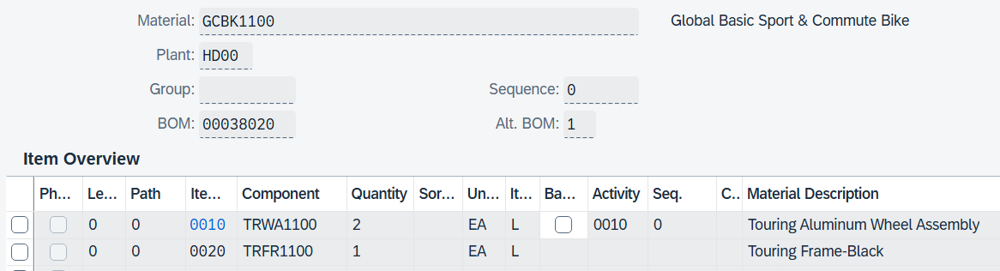 Material: GCBK1100 Global Basic Sport & Commute Bike
Plant: HD00
Group: Sequence: 0
BOM: 00038020 Alt. BOM: 1
Item Overview
Ph... Le... Path Ite... Component Quantity Sor... Un... It... Ba... Activity Seq. C.. Material Description
0 0 0010 TRWA1100 2 EA L 0010 0 Touring Aluminum Wheel Assembly
0 0 0020 TRFR1100 1 EA L Touring Frame-Black